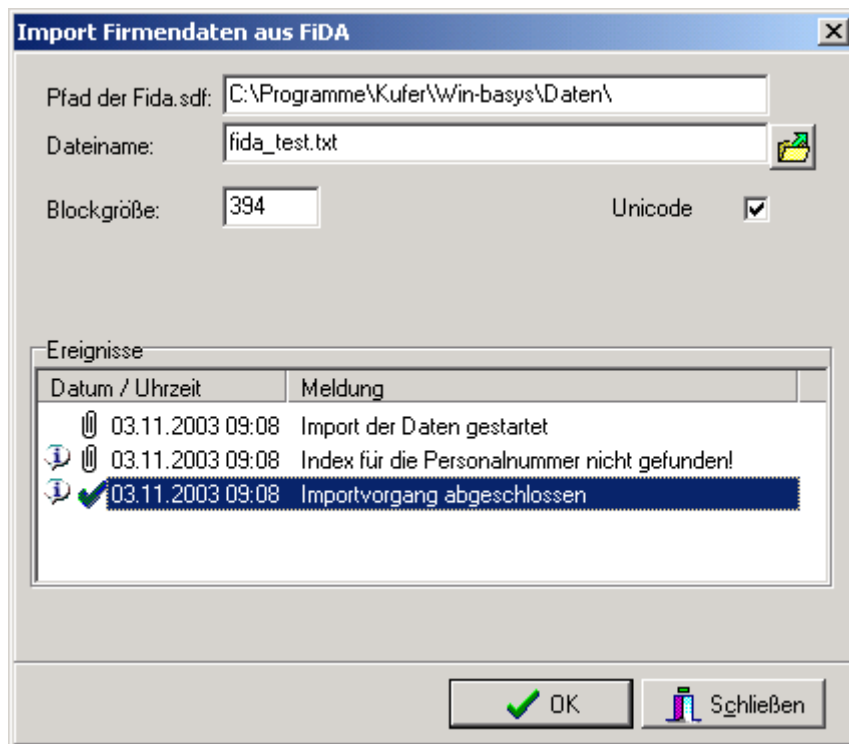 Import Firmendaten aus FiDA
Pfad der Fida.sdf: C:\Programme\Kufer\Win-basys\Daten\
Dateiname: fida_test.txt
Blockgröße: 394 Unicode
Ereignisse
Datum / Uhrzeit Meldung
03.11.2003 09:08 Import der Daten gestartet
03.11.2003 09:08 Index für die Personalnummer nicht gefunden!
03.11.2003 09:08 Importvorgang abgeschlossen
OK Schließen